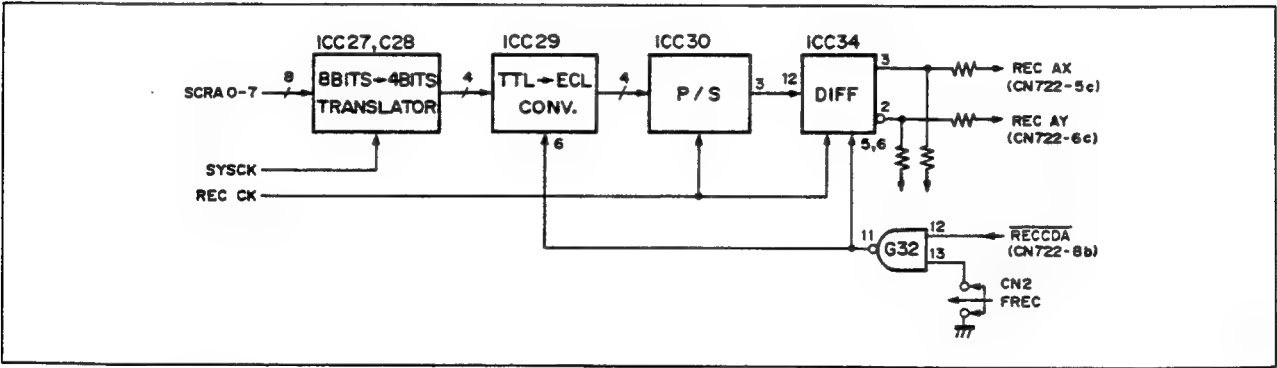 ICC27, C28
8BITS→4BITS
TRANSLATOR
ICC29
TTL→ECL
CONV.
ICC30
P/S
ICC34
DIFF
SCRA 0-7
8
4
4
3
12
3
REC AX
(CN722-5c)
2
REC AY
(CN722-6c)
6
5,6
SYSCK
REC CK
11
G32
12
13
RECCDA
(CN722-8b)
CN2
FREC